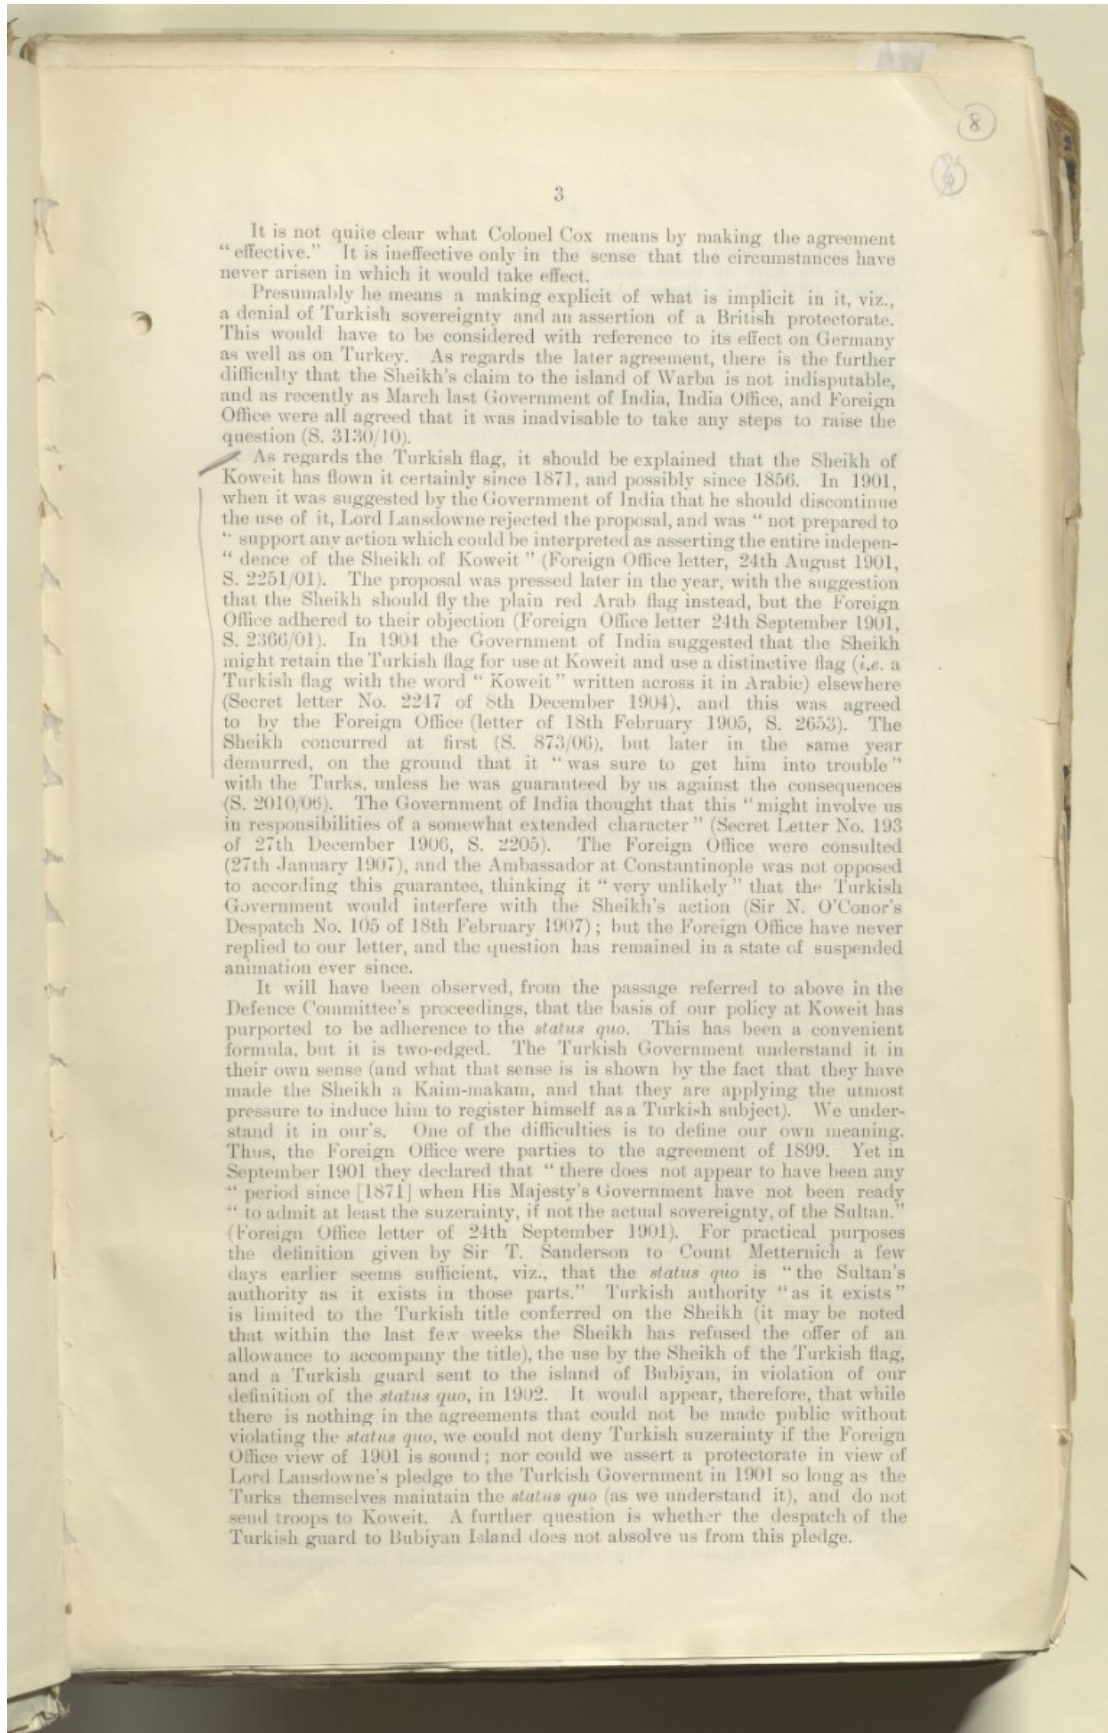 8
3
It is not quite clear what Colonel Cox means by making the agreement
“effective.” It is ineffective only in the sense that the circumstances have
never arisen in which it would take effect.
Presumably he means a making explicit of what is implicit in it, viz.,
a denial of Turkish sovereignty and an assertion of a British protectorate.
This would have to be considered with reference to its effect on Germany
as well as on Turkey. As regards the later agreement, there is the further
difficulty that the Sheikh's claim to the island of Warba is not indisputable,
and as recently as March last Government of India, India Office, and Foreign
Office were all agreed that it was inadvisable to take any steps to raise the
question (S. 3130/10).
As regards the Turkish flag, it should be explained that the Sheikh of
Koweit has flown it certainly since 1871, and possibly since 1856. In 1901,
when it was suggested by the Government of India that he should discontinue
the use of it, Lord Lansdowne rejected the proposal, and was “ not prepared to
“ support any action which could be interpreted as asserting the entire indepen-
“ dence of the Sheikh of Koweit ” (Foreign Office letter, 24th August 1901,
S. 2251/01). The proposal was pressed later in the year, with the suggestion
that the Sheikh should fly the plain red Arab flag instead, but the Foreign
Office adhered to their objection (Foreign Office letter 24th September 1901,
S. 2366/01). In 1904 the Government of India suggested that the Sheikh
might retain the Turkish flag for use at Koweit and use a distinctive flag (i.e. a
Turkish flag with the word “ Koweit ” written across it in Arabic) elsewhere
(Secret letter No. 2247 of 8th December 1904), and this was agreed
to by the Foreign Office (letter of 18th February 1905, S. 2653). The
Sheikh concurred at first (S. 873/06), but later in the same year
demurred, on the ground that it “ was sure to get him into trouble ”
with the Turks, unless he was guaranteed by us against the consequences
(S. 2010/06). The Government of India thought that this “ might involve us
in responsibilities of a somewhat extended character ” (Secret Letter No. 193
of 27th December 1906, S. 2205). The Foreign Office were consulted
(27th January 1907), and the Ambassador at Constantinople was not opposed
to according this guarantee, thinking it “ very unlikely ” that the Turkish
Government would interfere with the Sheikh's action (Sir N. O'Conor's
Despatch No. 105 of 18th February 1907) ; but the Foreign Office have never
replied to our letter, and the question has remained in a state of suspended
animation ever since.
It will have been observed, from the passage referred to above in the
Defence Committee's proceedings, that the basis of our policy at Koweit has
purported to be adherence to the status quo. This has been a convenient
formula, but it is two-edged. The Turkish Government understand it in
their own sense (and what that sense is is shown by the fact that they have
made the Sheikh a Kaim-makam, and that they are applying the utmost
pressure to induce him to register himself as a Turkish subject). We under-
stand it in our's. One of the difficulties is to define our own meaning.
Thus, the Foreign Office were parties to the agreement of 1899. Yet in
September 1901 they declared that “ there does not appear to have been any
“ period since [1871] when His Majesty's Government have not been ready
“ to admit at least the suzerainty, if not the actual sovereignty, of the Sultan.”
(Foreign Office letter of 24th September 1901). For practical purposes
the definition given by Sir T. Sanderson to Count Metternich a few
days earlier seems sufficient, viz., that the status quo is “ the Sultan's
authority as it exists in those parts.” Turkish authority “ as it exists ”
is limited to the Turkish title conferred on the Sheikh (it may be noted
that within the last few weeks the Sheikh has refused the offer of an
allowance to accompany the title), the use by the Sheikh of the Turkish flag,
and a Turkish guard sent to the island of Bubiyan, in violation of our
definition of the status quo, in 1902. It would appear, therefore, that while
there is nothing in the agreements that could not be made public without
violating the status quo, we could not deny Turkish suzerainty if the Foreign
Office view of 1901 is sound ; nor could we assert a protectorate in view of
Lord Lansdowne's pledge to the Turkish Government in 1901 so long as the
Turks themselves maintain the status quo (as we understand it), and do not
send troops to Koweit. A further question is whether the despatch of the
Turkish guard to Bubiyan Island does not absolve us from this pledge.